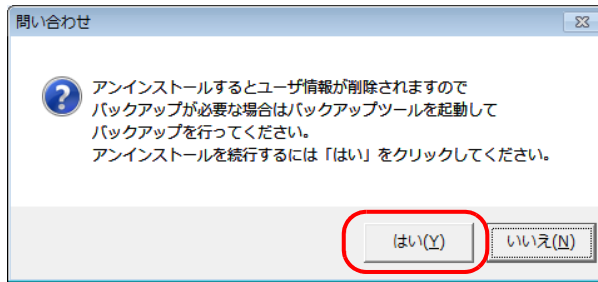 問い合わせ
アンインストールするとユーザ情報が削除されますので
バックアップが必要な場合はバックアップツールを起動して
バックアップを行ってください。
アンインストールを続行するには「はい」をクリックしてください。
はい(Y) いいえ(N)